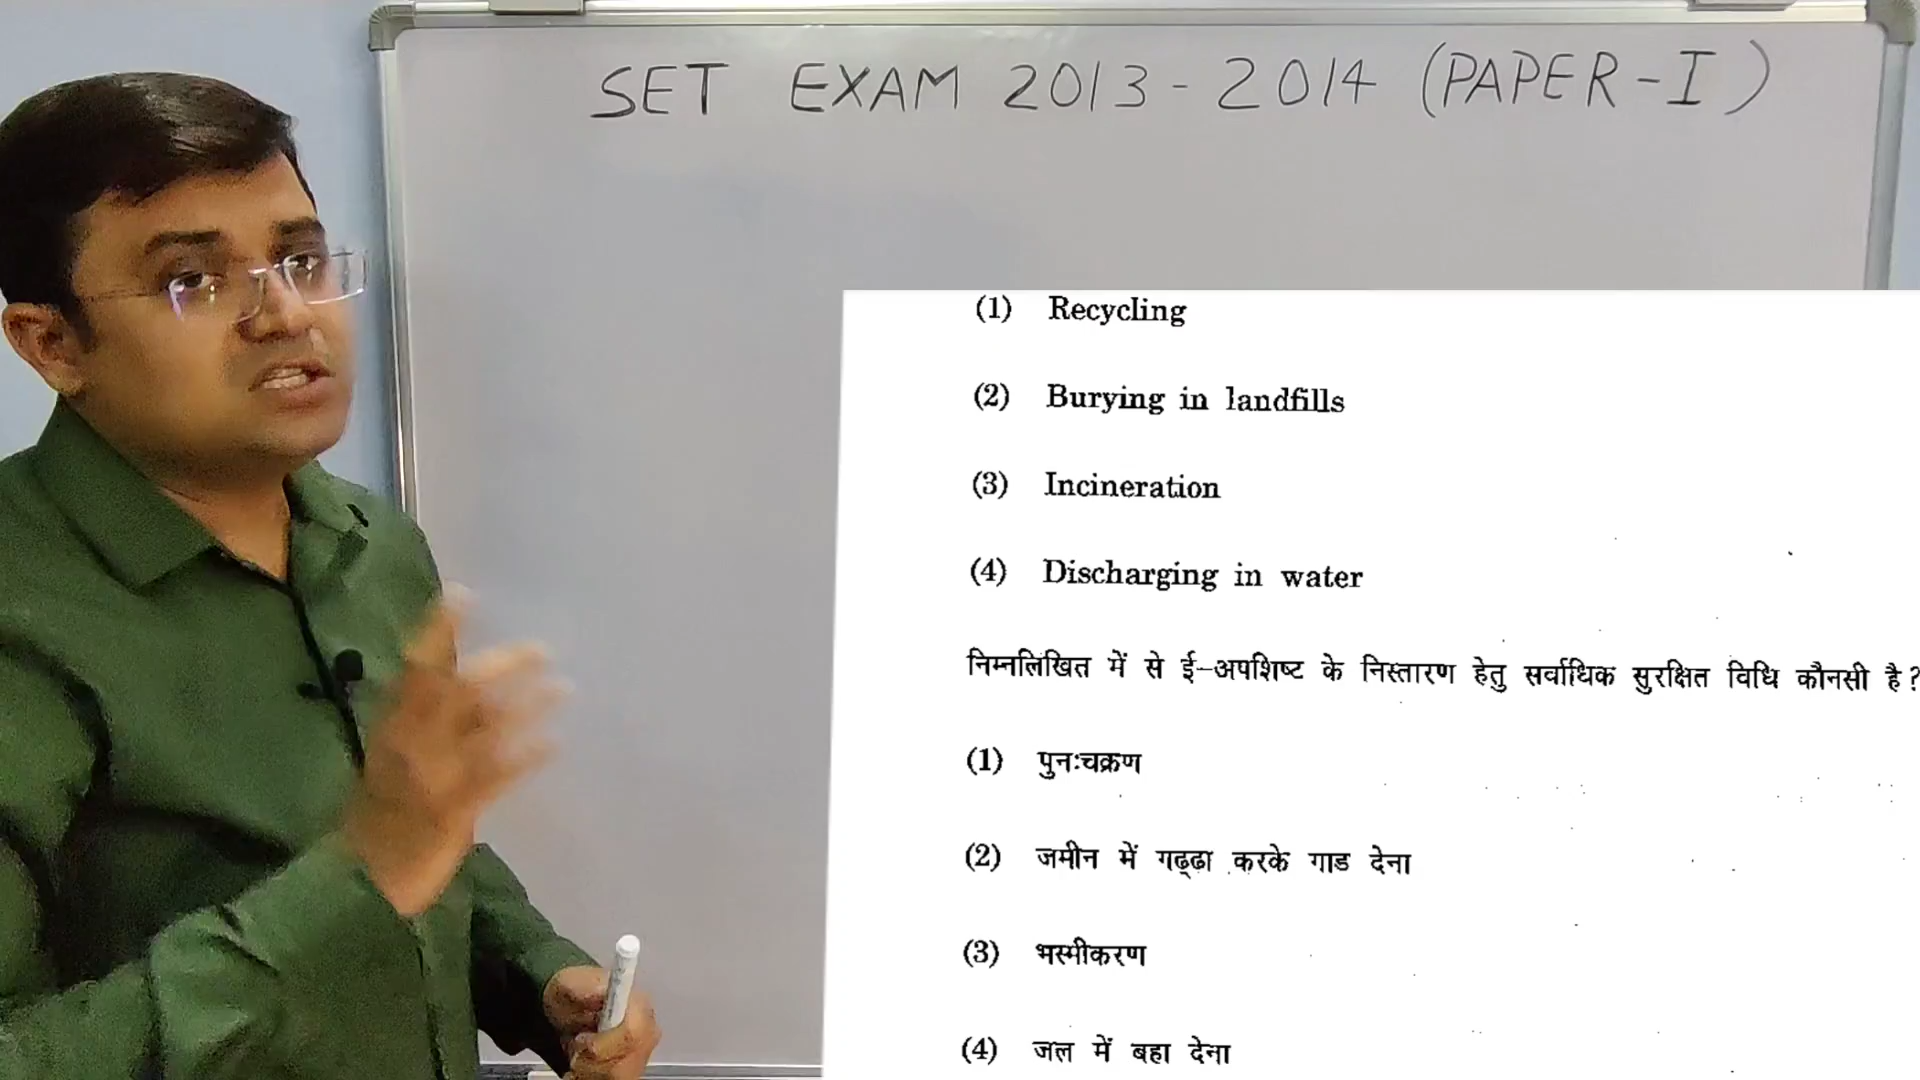 SET EXAM 2013-2014 (PAPER-I)
(1) Recycling
(2) Burying in landfills
(3) Incineration
(4) Discharging in water
निम्नलिखित में से ई-अपशिष्ट के निस्तारण हेतु सर्वाधिक सुरक्षित विधि कौनसी है ?
(1) पुनःचक्रण
(2) जमीन में गढ्ढा करके गाड देना
(3) भस्मीकरण
(4) जल में बहा देना